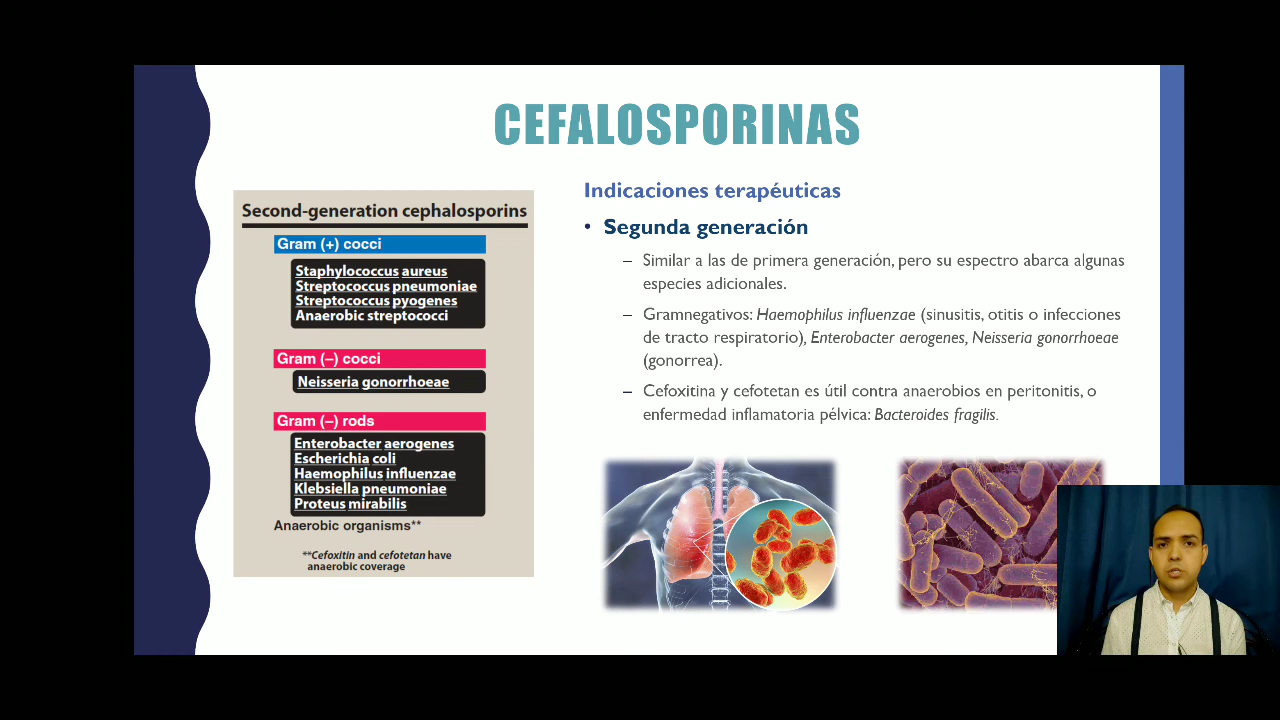 CEFALOSPORINAS
Second-generation cephalosporins
Gram (+) cocci
Staphylococcus aureus
Streptococcus pneumoniae
Streptococcus pyogenes
Anaerobic streptococci
Gram (–) cocci
Neisseria gonorrhoeae
Gram (–) rods
Enterobacter aerogenes
Escherichia coli
Haemophilus influenzae
Klebsiella pneumoniae
Proteus mirabilis
Anaerobic organisms**
**Cefoxitin and cefotetan have
anaerobic coverage
Indicaciones terapéuticas
• Segunda generación
– Similar a las de primera generación, pero su espectro abarca algunas
especies adicionales.
– Gramnegativos: Haemophilus influenzae (sinusitis, otitis o infecciones
de tracto respiratorio), Enterobacter aerogenes, Neisseria gonorrhoeae
(gonorrea).
– Cefoxitina y cefotetan es útil contra anaerobios en peritonitis, o
enfermedad inflamatoria pélvica: Bacteroides fragilis.